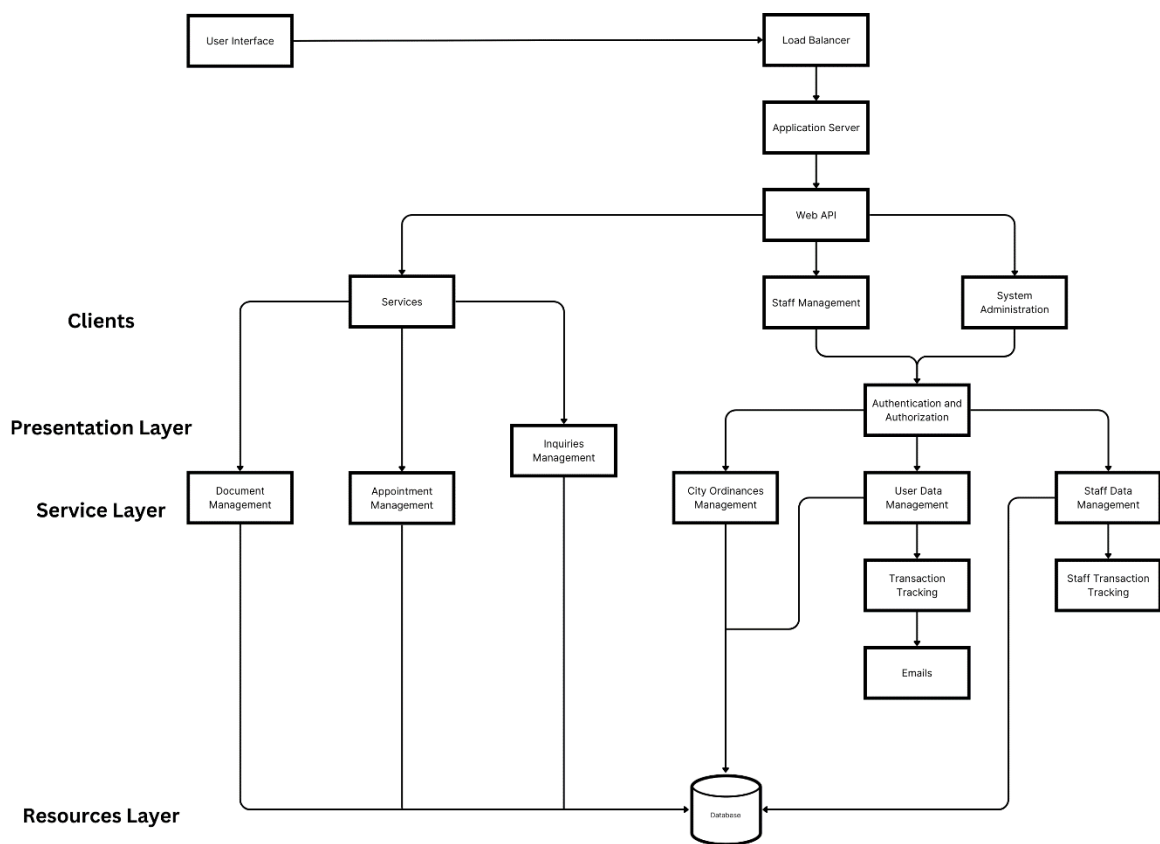 User Interface
Load Balancer
Application Server
Web API
Services
Staff Management
System
Administration
Clients
Authentication and
Authorization
Presentation Layer
Inquiries
Management
Document
Management
Appointment
Management
City Ordinances
Management
User Data
Management
Staff Data
Management
Service Layer
Transaction
Tracking
Staff Transaction
Tracking
Emails
Resources Layer
Database